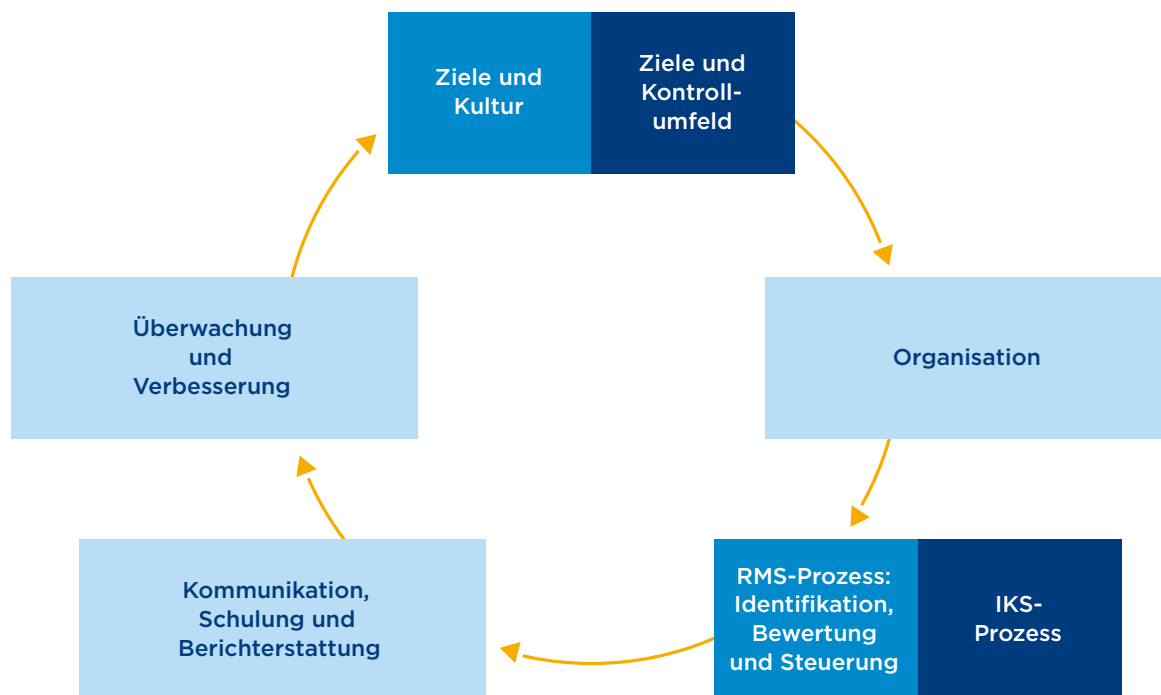 Ziele und
Kultur
Ziele und
Kontroll-
umfeld
Organisation
RMS-Prozess:
Identifikation,
Bewertung
und Steuerung
IKS-
Prozess
Kommunikation,
Schulung und
Berichterstattung
Überwachung
und
Verbesserung